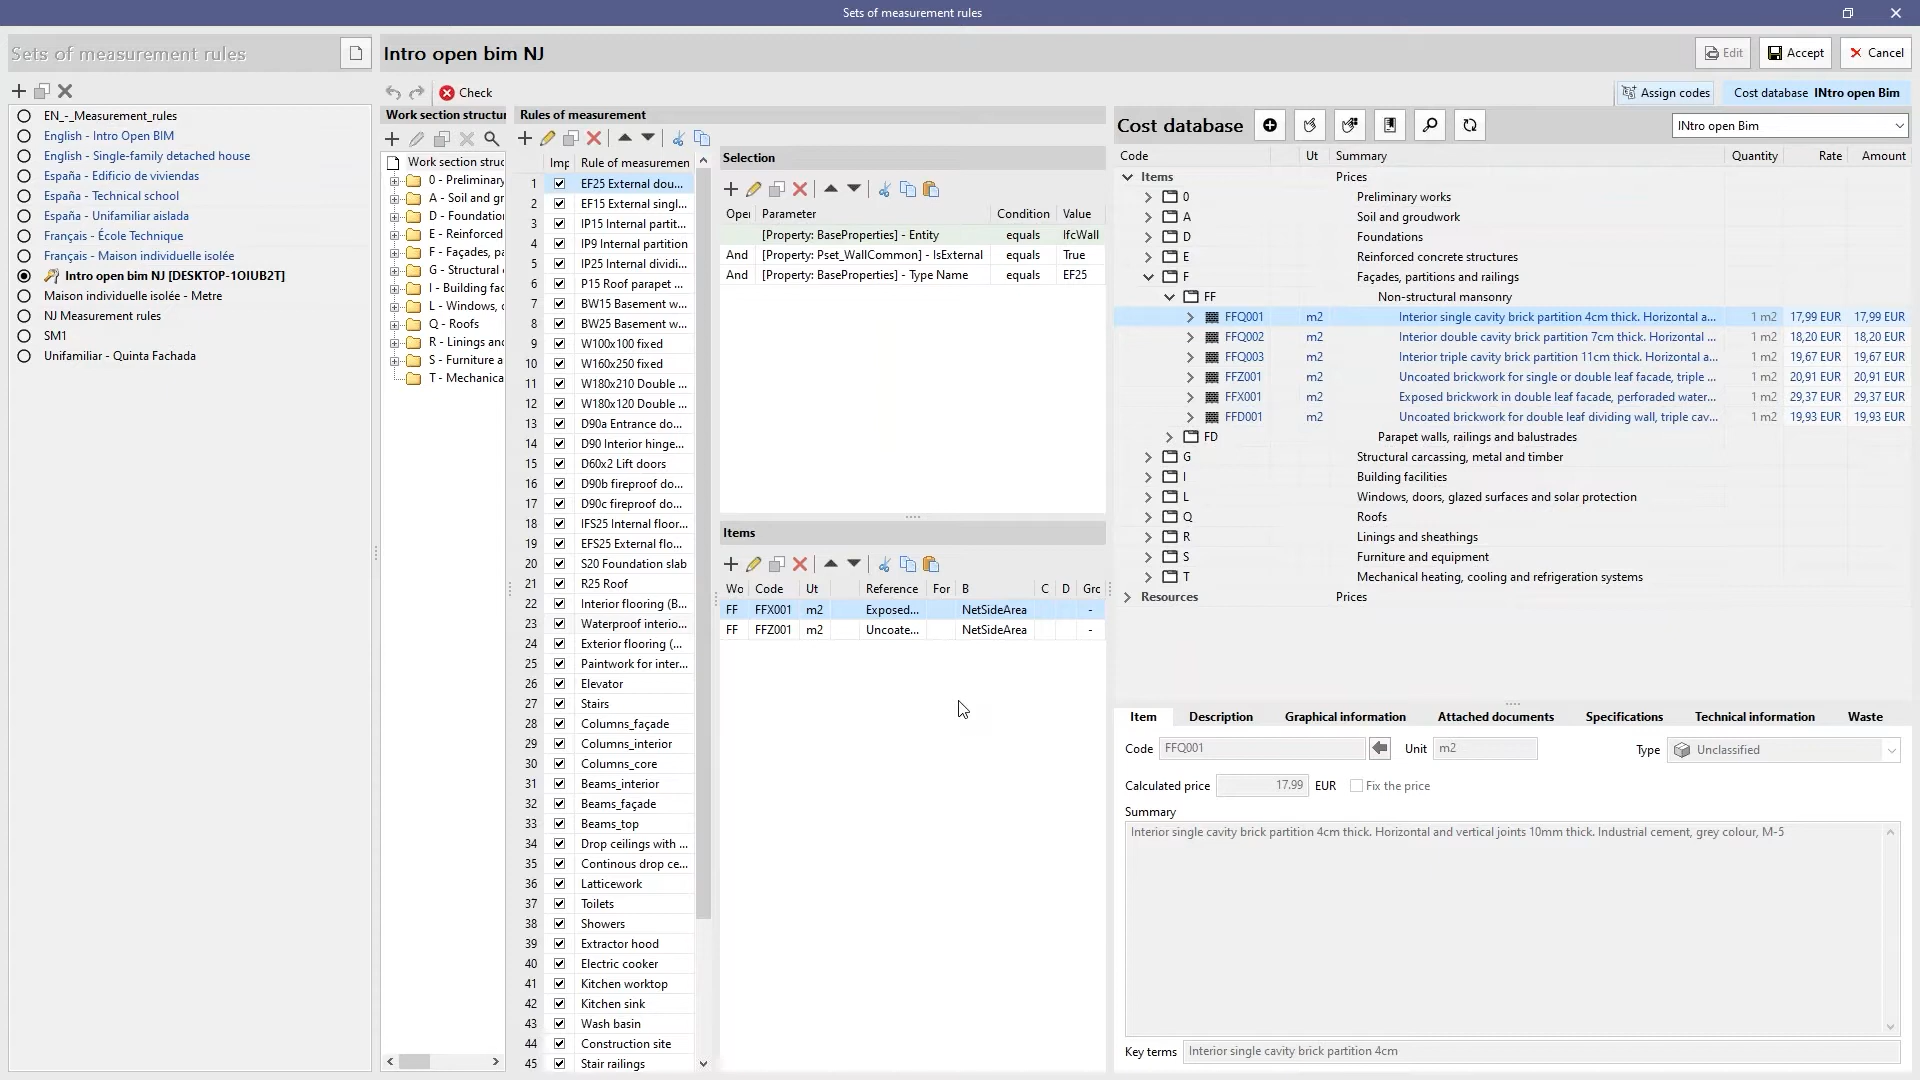 Sets of measurement rules
Sets of measurement rules
Intro open bim NJ
Edit
Accept
Cancel
Check
Assign codes
Cost database INtro open Bim
EN_-_Measurement_rules
English - Intro Open BIM
English - Single-family detached house
España - Edificio de viviendas
España - Technical school
España - Unifamiliar aislada
Français - École Technique
Français - Maison individuelle isolée
Intro open bim NJ [DESKTOP-1OIUB2T]
Maison individuelle isolée - Metre
NJ Measurement rules
SM1
Unifamiliar - Quinta Fachada
Work section structur
Work section struc
0 - Preliminary
A - Soil and gr
D - Foundatio
E - Reinforced
F - Façades, pa
G - Structural
I - Building fac
L - Windows,
Q - Roofs
R - Linings and
S - Furniture a
T - Mechanica
Rules of measurement
Imp Rule of measuremen
1 EF25 External dou...
2 EF15 External singl...
3 IP15 Internal partit...
4 IP9 Internal partition
5 IP25 Internal dividi...
6 P15 Roof parapet ...
7 BW15 Basement w...
8 BW25 Basement w...
9 W100x100 fixed
10 W160x250 fixed
11 W180x210 Double ...
12 W180x120 Double ...
13 D90a Entrance do...
14 D90 Interior hinge...
15 D60x2 Lift doors
16 D90b fireproof do...
17 D90c fireproof do...
18 IFS25 Internal floor...
19 EFS25 External flo...
20 S20 Foundation slab
21 R25 Roof
22 Interior flooring (B...
23 Waterproof interio...
24 Exterior flooring (...
25 Paintwork for inter...
26 Elevator
27 Stairs
28 Columns_façade
29 Columns_interior
30 Columns_core
31 Beams_interior
32 Beams_façade
33 Beams_top
34 Drop ceilings with ...
35 Continous drop ce...
36 Latticework
37 Toilets
38 Showers
39 Extractor hood
40 Electric cooker
41 Kitchen worktop
42 Kitchen sink
43 Wash basin
44 Construction site
45 Stair railings
Selection
Oper Parameter Condition Value
[Property: BaseProperties] - Entity equals IfcWall
And [Property: Pset_WallCommon] - IsExternal equals True
And [Property: BaseProperties] - Type Name equals EF25
Items
Wo Code Ut Reference For B C D Grc
FF FFX001 m2 Exposed... NetSideArea -
FF FFZ001 m2 Uncoate... NetSideArea -
Cost database
INtro open Bim
Code Ut Summary Quantity Rate Amount
Items Prices
0 Preliminary works
A Soil and groudwork
D Foundations
E Reinforced concrete structures
F Façades, partitions and railings
FF Non-structural mansonry
FFQ001 m2 Interior single cavity brick partition 4cm thick. Horizontal a... 1 m2 17,99 EUR 17,99 EUR
FFQ002 m2 Interior double cavity brick partition 7cm thick. Horizontal ... 1 m2 18,20 EUR 18,20 EUR
FFQ003 m2 Interior triple cavity brick partition 11cm thick. Horizontal a... 1 m2 19,67 EUR 19,67 EUR
FFZ001 m2 Uncoated brickwork for single or double leaf facade, triple ... 1 m2 20,91 EUR 20,91 EUR
FFX001 m2 Exposed brickwork in double leaf facade, perforaded water... 1 m2 29,37 EUR 29,37 EUR
FFD001 m2 Uncoated brickwork for double leaf dividing wall, triple cav... 1 m2 19,93 EUR 19,93 EUR
FD Parapet walls, railings and balustrades
G Structural carcassing, metal and timber
I Building facilities
L Windows, doors, glazed surfaces and solar protection
Q Roofs
R Linings and sheathings
S Furniture and equipment
T Mechanical heating, cooling and refrigeration systems
Resources Prices
Item Description Graphical information Attached documents Specifications Technical information Waste
Code FFQ001 Unit m2 Type Unclassified
Calculated price 17.99 EUR Fix the price
Summary
Interior single cavity brick partition 4cm thick. Horizontal and vertical joints 10mm thick. Industrial cement, grey colour, M-5
Key terms Interior single cavity brick partition 4cm